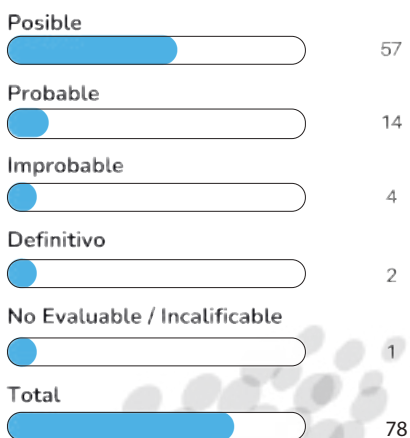 Posible
57
Probable
14
Improbable
4
Definitivo
2
No Evaluable / Incalificable
1
Total
78